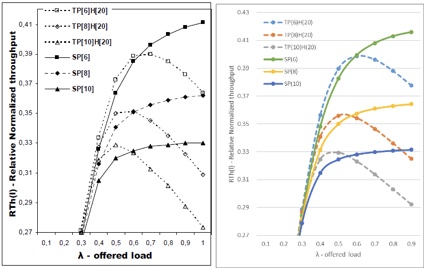 0,41
0,39
0,37
0,35
0,33
0,31
0,29
0,27
RTh(l) - Relative Normalized throughput
TP[6]H[20]
TP[8]H[20]
TP[10]H[20]
SP[6]
SP[8]
SP[10]
0 0,1 0,2 0,3 0,4 0,5 0,6 0,7 0,8 0,9 1
λ - offered load
0.43
0.41
0.39
0.37
0.35
0.33
0.31
0.29
0.27
RTh(l) - Relative Normalized throughput
TP(6)H(20)
TP(8)H(20)
TP(10)H(20)
SP(6)
SP(8)
SP(10)
0.1 0.2 0.3 0.4 0.5 0.6 0.7 0.8 0.9
λ - offered load